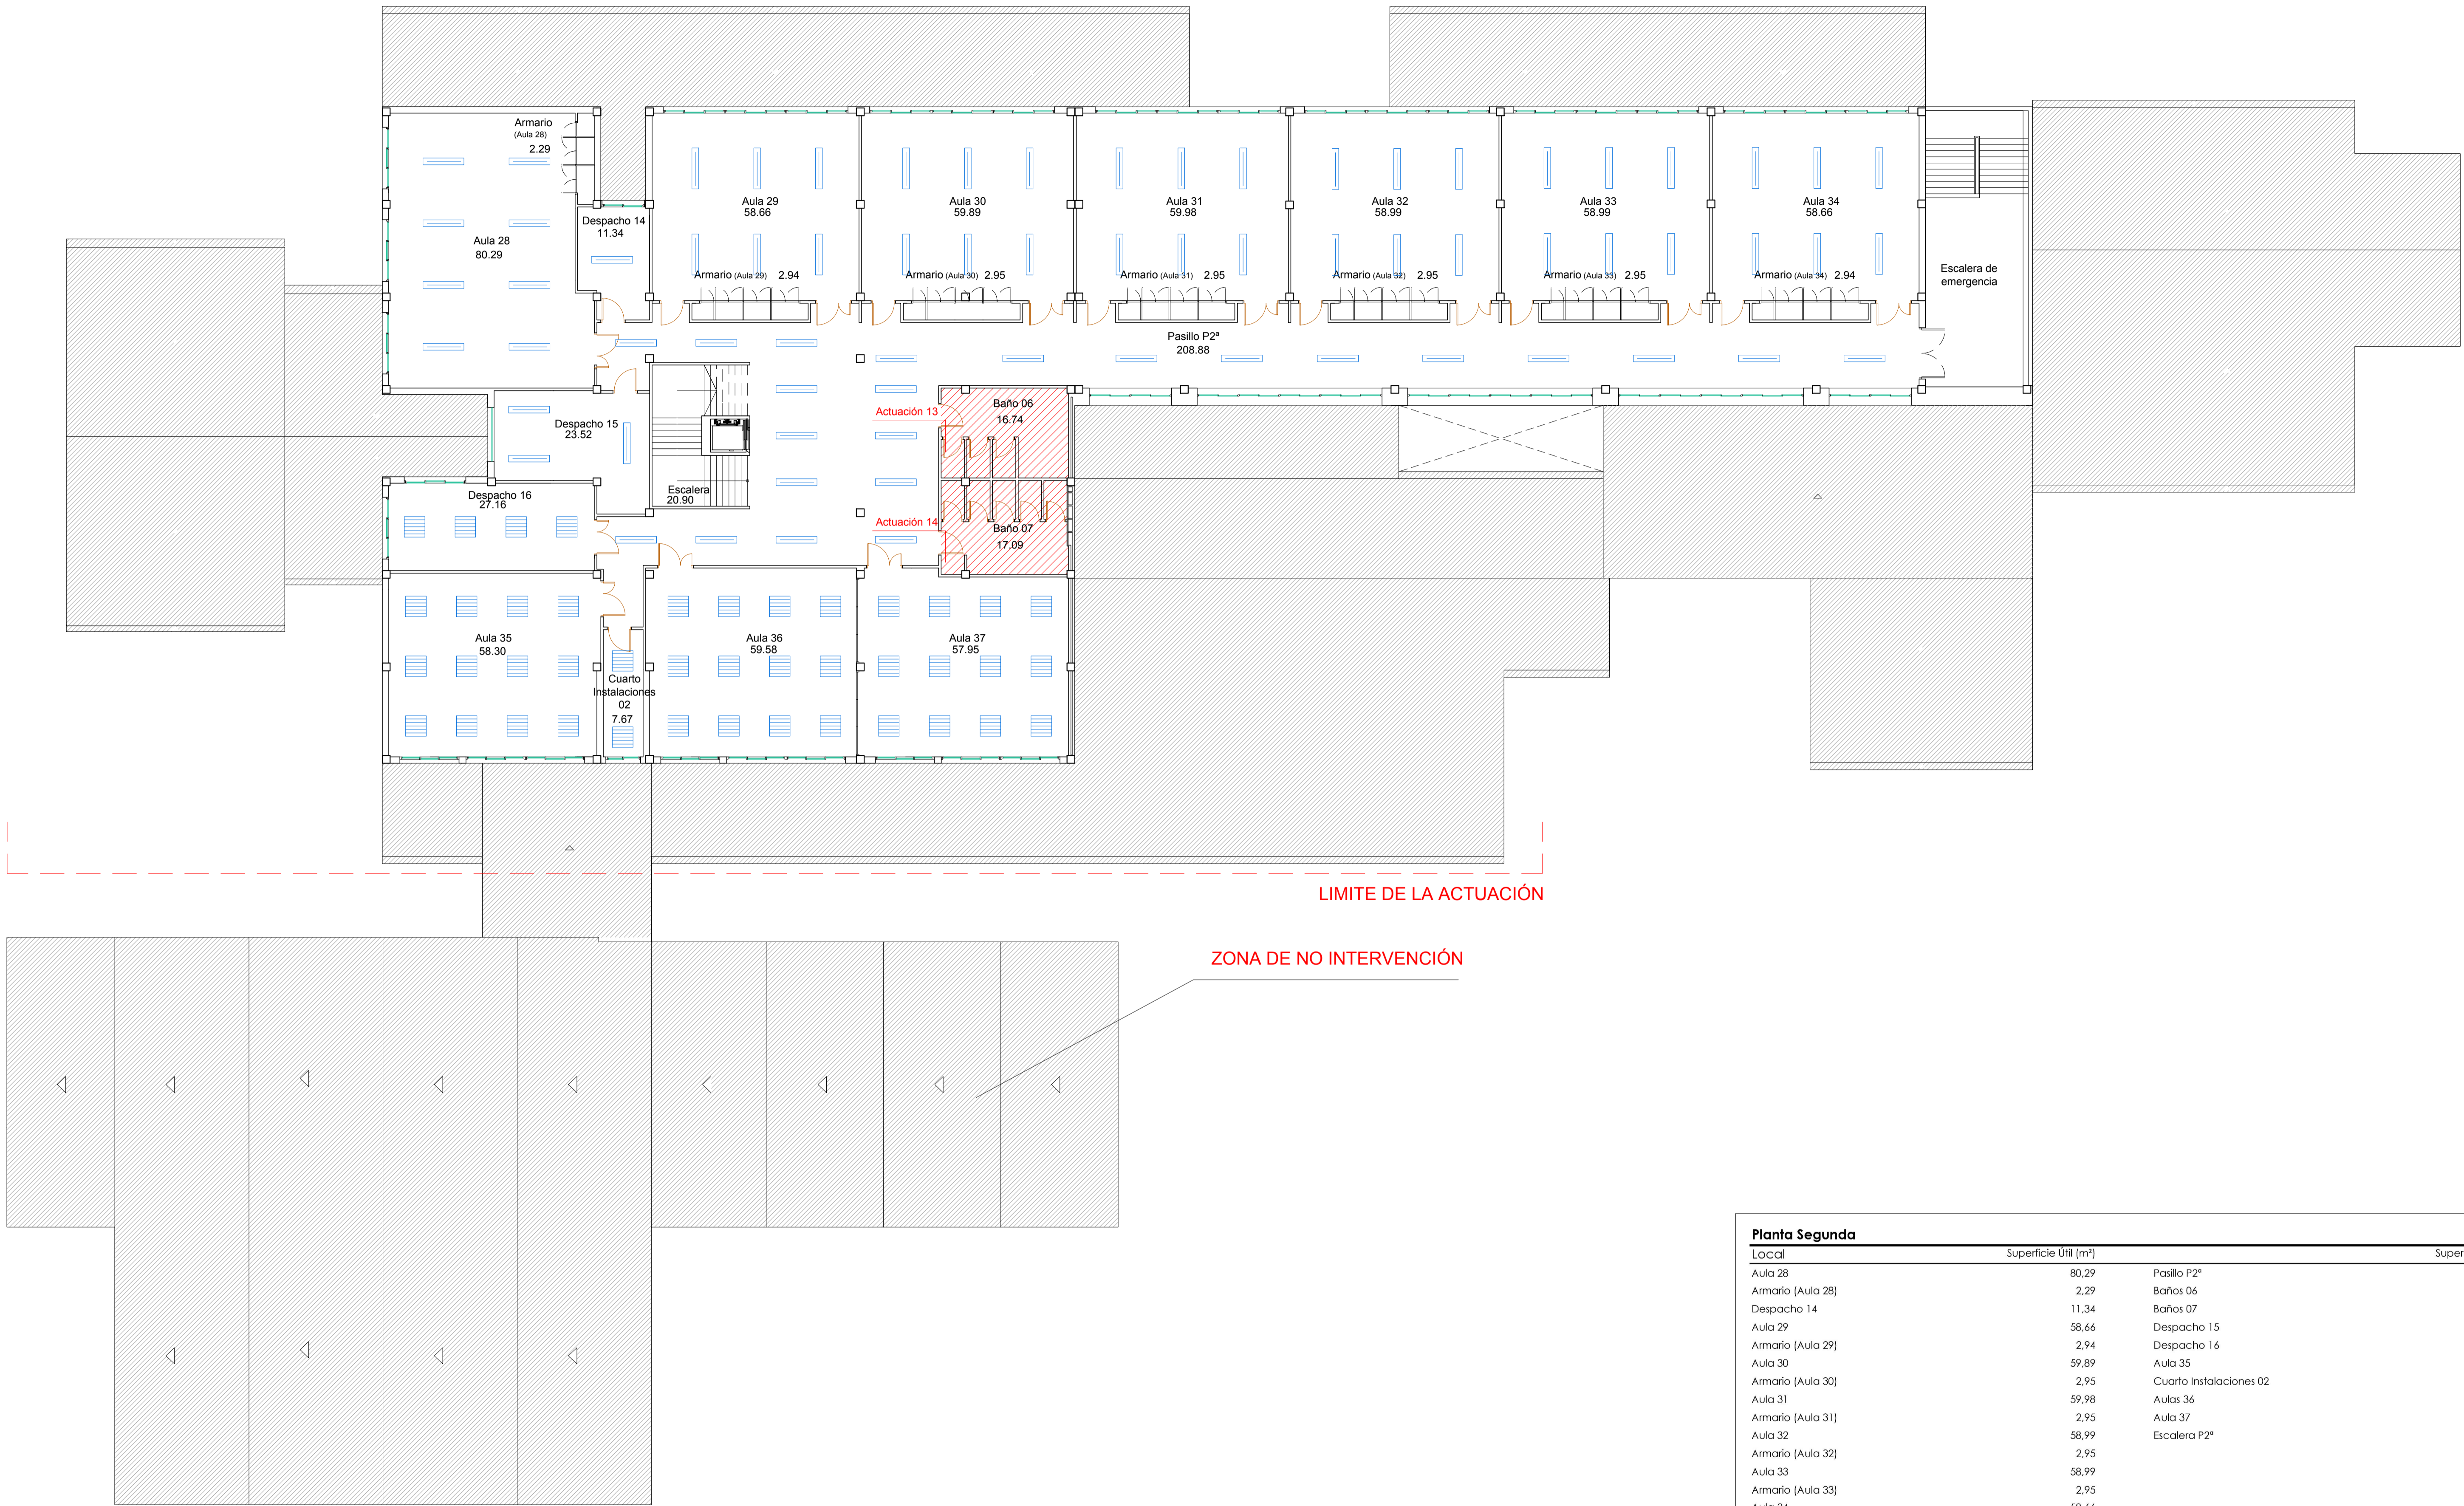 Armario
(Aula 28)
2.29
Aula 28
80.29
Despacho 14
11.34
Aula 29
58.66
Aula 30
59.89
Aula 31
59.98
Aula 32
58.99
Aula 33
58.99
Aula 34
58.66
Armario (Aula 29) 2.94
Armario (Aula 30) 2.95
Armario (Aula 31) 2.95
Armario (Aula 32) 2.95
Armario (Aula 33) 2.95
Armario (Aula 34) 2.94
Escalera de
emergencia
Pasillo P2ª
208.88
Despacho 15
23.52
Actuación 13
Baño 06
16.74
Escalera
20.90
Despacho 16
27.16
Actuación 14
Baño 07
17.09
Aula 35
58.30
Cuarto
Instalaciones
02
7.67
Aula 36
59.58
Aula 37
57.95
LIMITE DE LA ACTUACIÓN
ZONA DE NO INTERVENCIÓN
Planta Segunda
Local Superficie Útil (m²) Super
Aula 28 80,29 Pasillo P2ª
Armario (Aula 28) 2,29 Baños 06
Despacho 14 11,34 Baños 07
Aula 29 58,66 Despacho 15
Armario (Aula 29) 2,94 Despacho 16
Aula 30 59,89 Aula 35
Armario (Aula 30) 2,95 Cuarto Instalaciones 02
Aula 31 59,98 Aulas 36
Armario (Aula 31) 2,95 Aula 37
Aula 32 58,99 Escalera P2ª
Armario (Aula 32) 2,95
Aula 33 58,99
Armario (Aula 33) 2,95